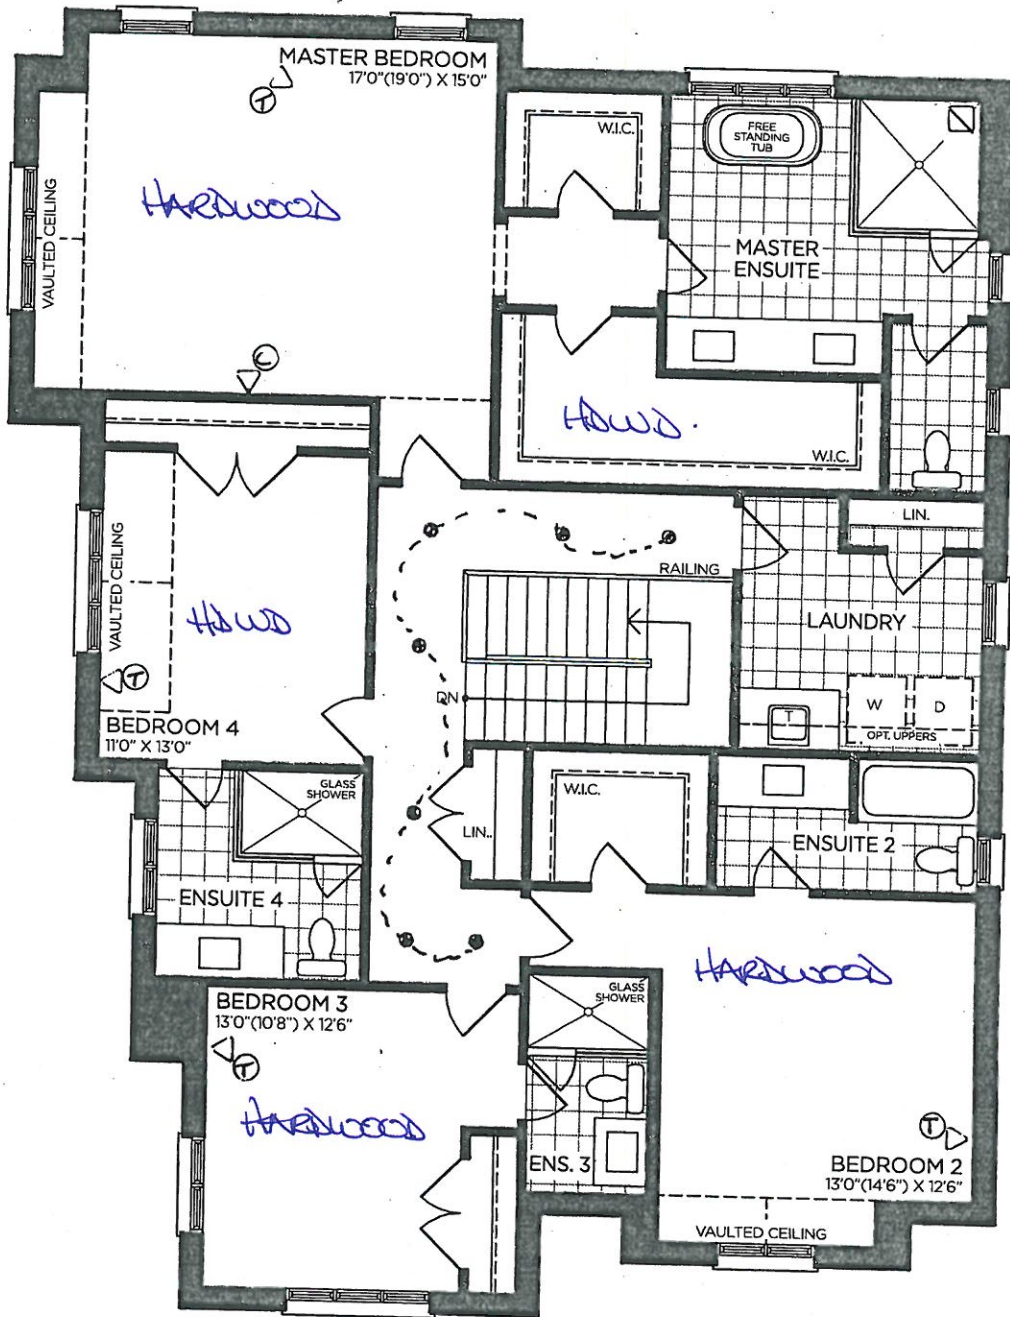 MASTER BEDROOM
17'0"(19'0") X 15'0"
T
HARDWOOD
VAULTED CEILING
C
W.I.C.
FREE
STANDING
TUB
MASTER
ENSUITE
HDWD.
W.I.C.
LIN.
RAILING
LAUNDRY
W
D
T
OPT. UPPERS
DN
VAULTED CEILING
HDWD
T
BEDROOM 4
11'0" X 13'0"
GLASS
SHOWER
ENSUITE 4
LIN..
W.I.C.
ENSUITE 2
HARDWOOD
BEDROOM 3
13'0"(10'8") X 12'6"
T
HARDWOOD
GLASS
SHOWER
ENS. 3
T
BEDROOM 2
13'0"(14'6") X 12'6"
VAULTED CEILING